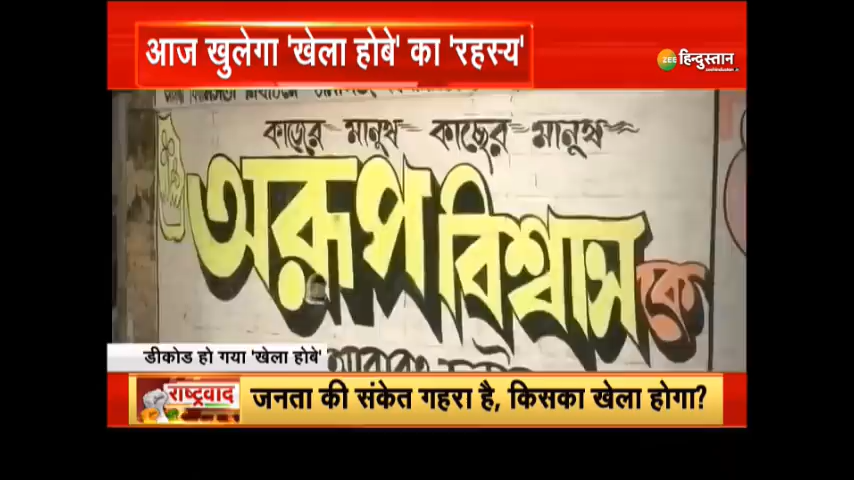 आज खुलेगा 'खेला होबे' का 'रहस्य'
ZEE हिन्दुस्तान
কাজের মানুষ কাছের মানুষ
অরূপ বিশ্বাস কে
डीकोड हो गया 'खेला होबे'
राष्ट्रवाद
जनता की संकेत गहरा है, किसका खेला होगा?